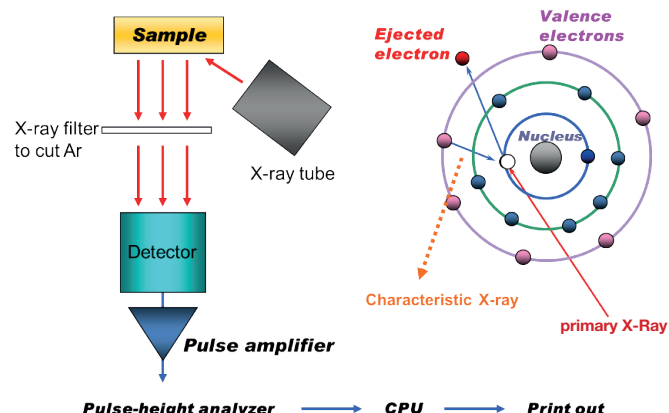 Sample
X-ray filter
to cut Ar
X-ray tube
Detector
Pulse amplifier
Pulse-height analyzer
CPU
Print out
Ejected
electron
Valence
electrons
Nucleus
Characteristic X-ray
primary X-Ray